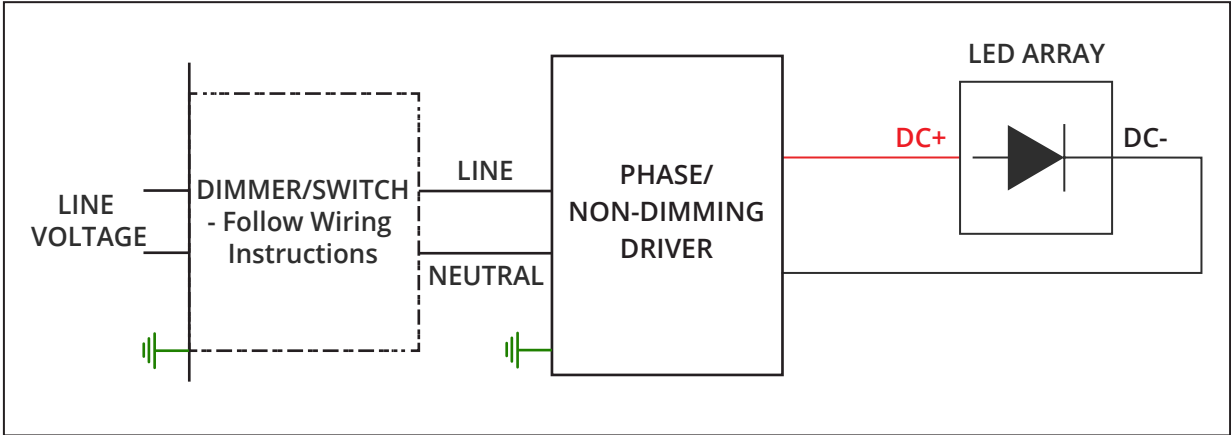 LINE
VOLTAGE
DIMMER/SWITCH
- Follow Wiring
Instructions
LINE
NEUTRAL
PHASE/
NON-DIMMING
DRIVER
LED ARRAY
DC+
DC-